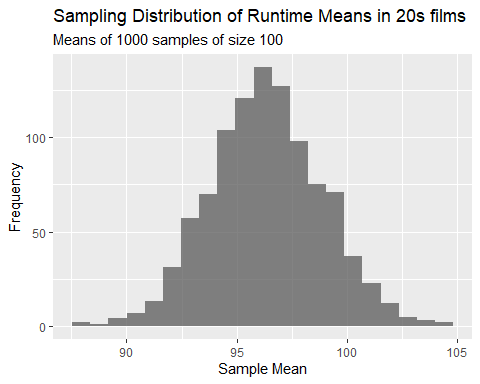 Sampling Distribution of Runtime Means in 20s films
Means of 1000 samples of size 100
Frequency
100
50
0
90 95 100 105
Sample Mean